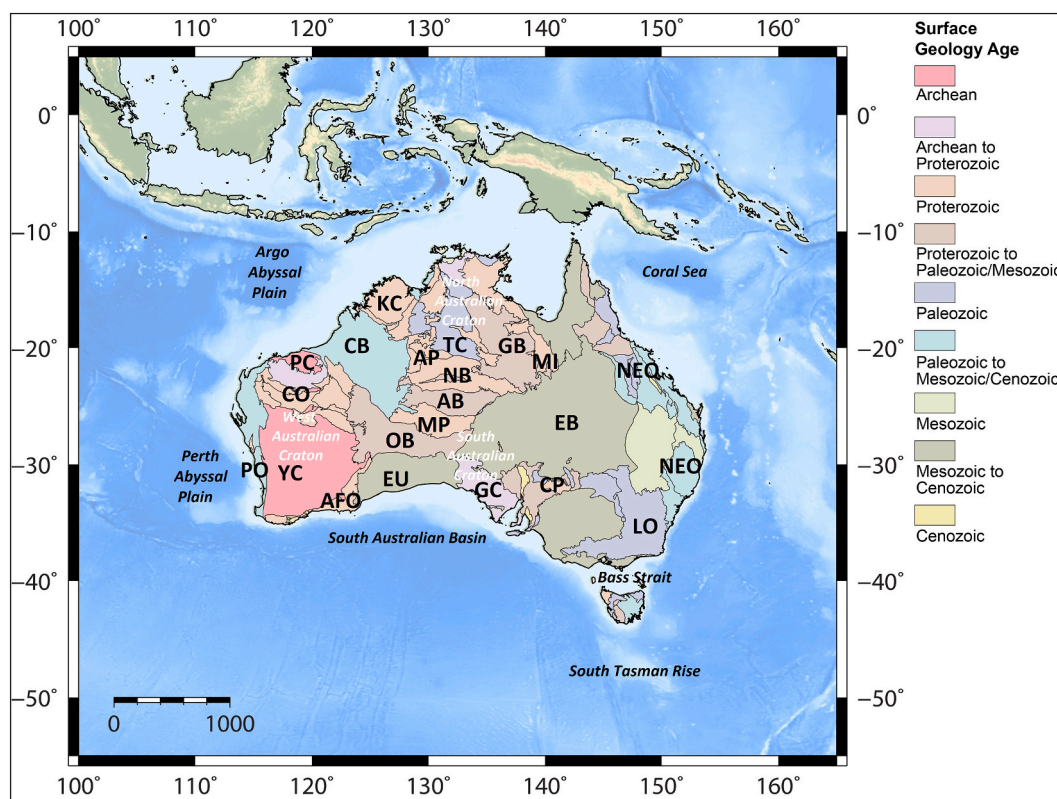 100˚ 110˚ 120˚ 130˚ 140˚ 150˚ 160˚
0˚ 0˚
−10˚ −10˚
−20˚ −20˚
−30˚ −30˚
−40˚ −40˚
−50˚ −50˚
Argo
Abyssal
Plain
Coral Sea
North
Australian
Craton
KC
CB
TC
GB
AP
MI
NB
PC
NEO
CO
AB
MP
EB
West
Australian
Craton
OB
South
Australian
Craton
Perth
Abyssal
Plain
PO
YC
EU
GC
CP
NEO
AFO
LO
South Australian Basin
Bass Strait
South Tasman Rise
0 1000
100˚ 110˚ 120˚ 130˚ 140˚ 150˚ 160˚
Surface
Geology Age
Archean
Archean to
Proterozoic
Proterozoic
Proterozoic to
Paleozoic/Mesozoic
Paleozoic
Paleozoic to
Mesozoic/Cenozoic
Mesozoic
Mesozoic to
Cenozoic
Cenozoic